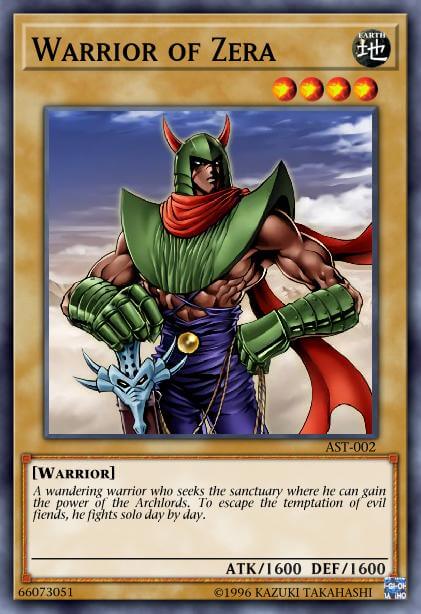 WARRIOR OF ZERA
EARTH
地
AST-002
[WARRIOR]
A wandering warrior who seeks the sanctuary where he can gain
the power of the Archlords. To escape the temptation of evil
fiends, he fights solo day by day.
ATK/1600 DEF/1600
66073051
©1996 KAZUKI TAKAHASHI